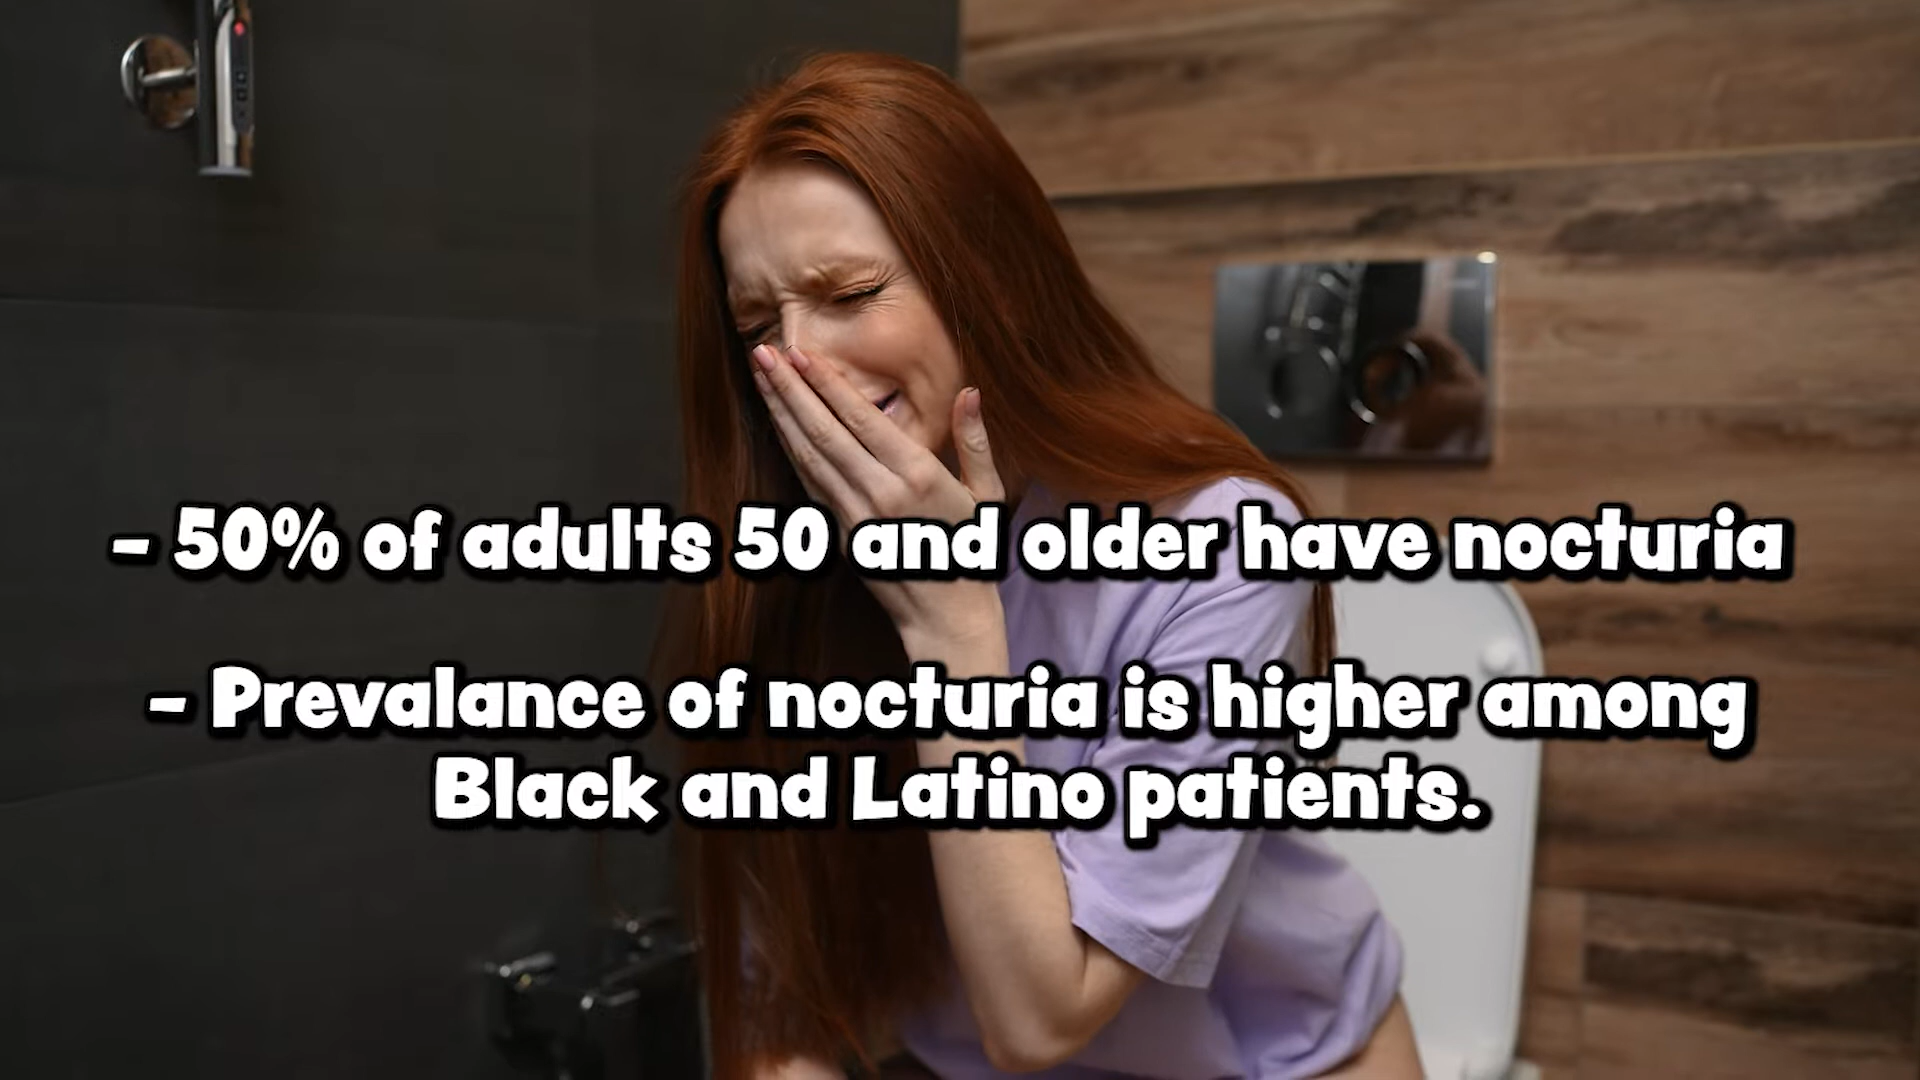 - 50% of adults 50 and older have nocturia
- Prevalance of nocturia is higher among
Black and Latino patients.